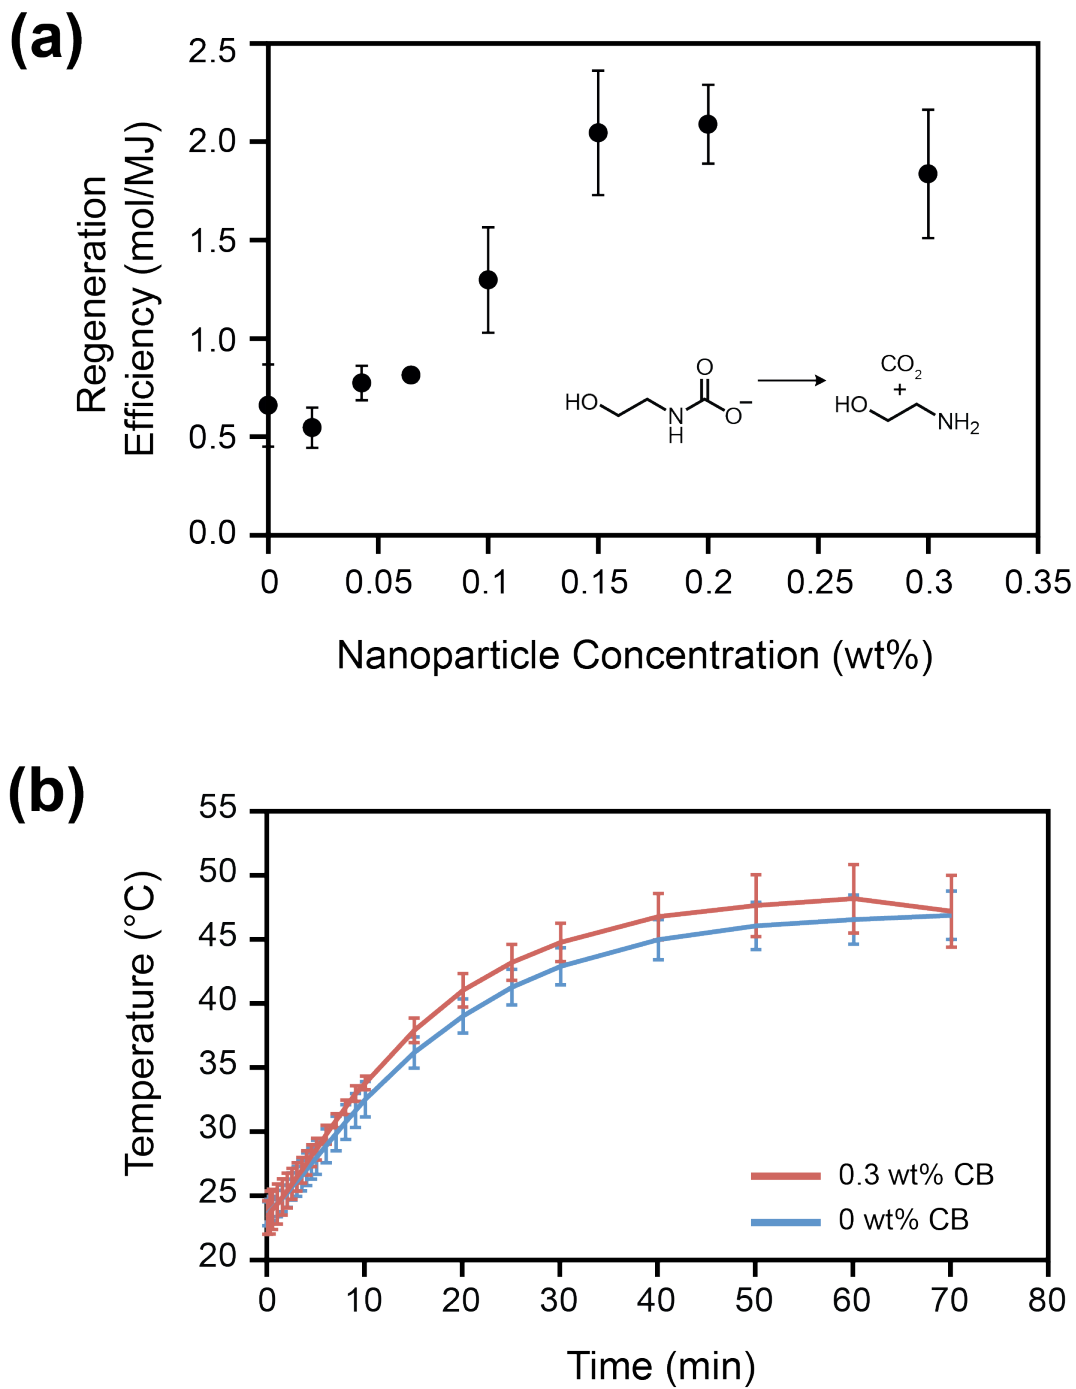 (a)
2.5
2.0
1.5
1.0
0.5
0.0
Regeneration
Efficiency (mol/MJ)
O
HO
N
H
O−
CO2
+
HO
NH2
0 0.05 0.1 0.15 0.2 0.25 0.3 0.35
Nanoparticle Concentration (wt%)
(b)
55
50
45
40
35
30
25
20
Temperature (°C)
0.3 wt% CB
0 wt% CB
0 10 20 30 40 50 60 70 80
Time (min)